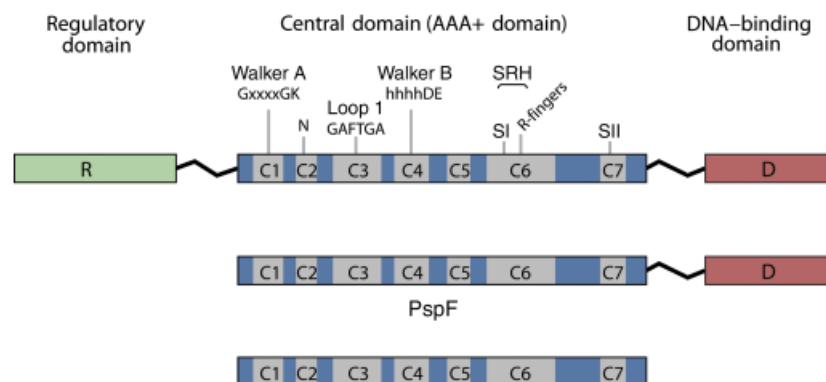 Regulatory domain
Central domain (AAA+ domain)
DNA–binding domain
Walker A
GxxxxGK
N
Loop 1
GAFTGA
Walker B
hhhhDE
SRH
SI
R-fingers
SII
R
C1 C2 C3 C4 C5 C6 C7
D
C1 C2 C3 C4 C5 C6 C7
D
PspF
C1 C2 C3 C4 C5 C6 C7